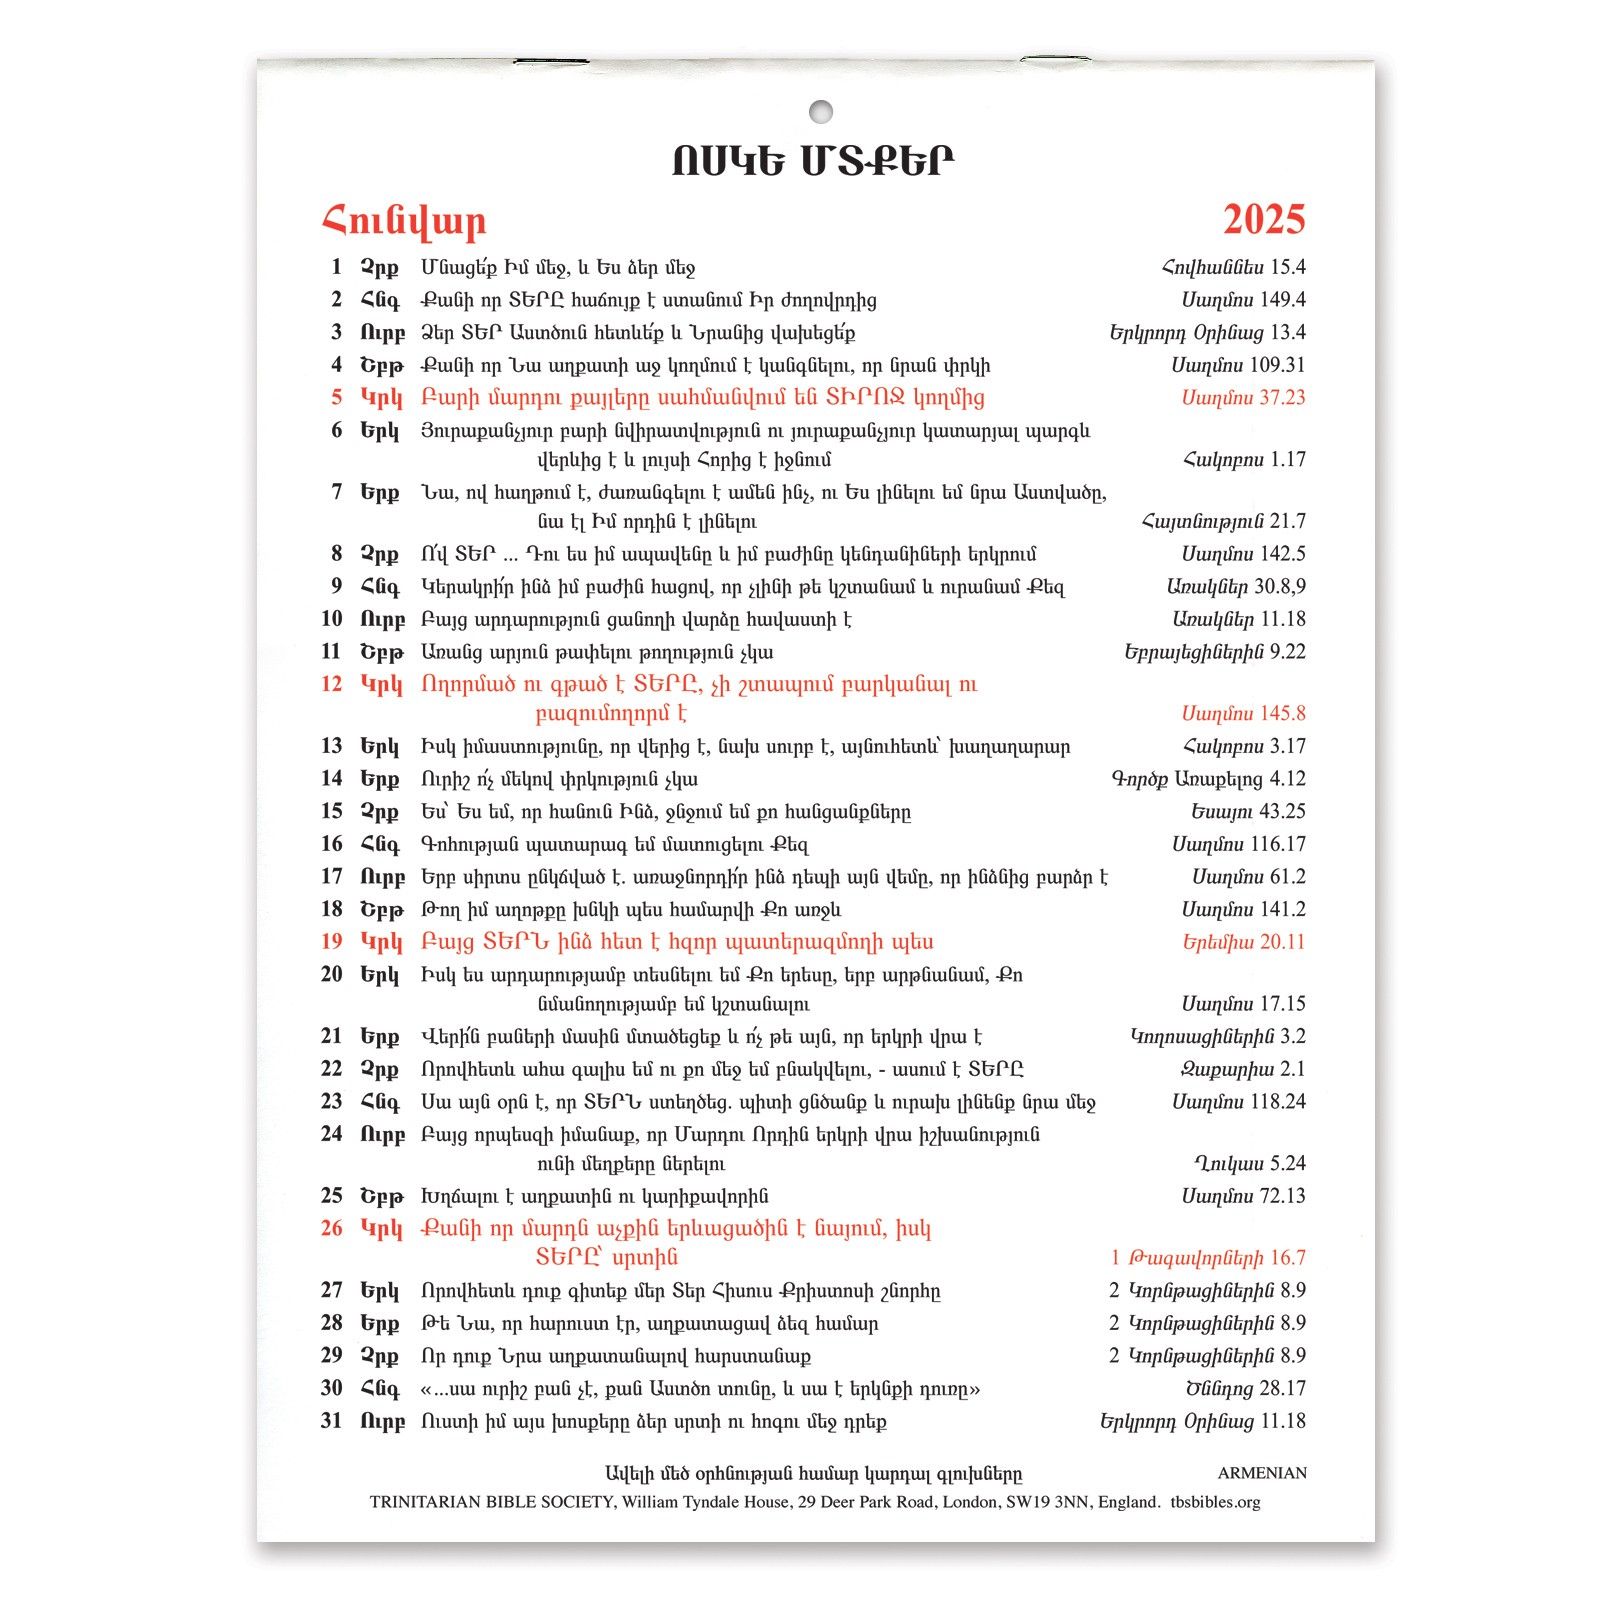 ՈՍԿԵ ՄՏՔԵՐ
Հունվար 2025
1 Չրք Մնացե՛ք Իմ մեջ, և Ես ձեր մեջ Հովհաննես 15.4
2 Հնգ Քանի որ ՏԵՐԸ հաճույք է ստանում Իր ժողովրդից Սաղմոս 149.4
3 Ուրբ Ձեր ՏԵՐ Աստծուն հետևե՛ք և Նրանից վախեցե՛ք Երկրորդ Օրինաց 13.4
4 Շբթ Քանի որ Նա աղքատի աջ կողմում է կանգնելու, որ նրան փրկի Սաղմոս 109.31
5 Կրկ Բարի մարդու քայլերը սահմանվում են ՏԻՐՈՋ կողմից Սաղմոս 37.23
6 Երկ Յուրաքանչյուր բարի նվիրատվություն ու յուրաքանչյուր կատարյալ պարգև
վերևից է և լույսի Հորից է իջնում Հակոբոս 1.17
7 Երք Նա, ով հաղթում է, ժառանգելու է ամեն ինչ, ու Ես լինելու եմ նրա Աստվածը,
նա էլ Իմ որդին է լինելու Հայտնություն 21.7
8 Չրք Ո՜վ ՏԵՐ ... Դու ես իմ ապավենը և իմ բաժինը կենդանիների երկրում Սաղմոս 142.5
9 Հնգ Կերակրի՛ր ինձ իմ բաժին հացով, որ չլինի թե կշտանամ և ուրանամ Քեզ Առակներ 30.8,9
10 Ուրբ Բայց արդարություն ցանողի վարձը հավաստի է Առակներ 11.18
11 Շբթ Առանց արյուն թափելու թողություն չկա Եբրայեցիներին 9.22
12 Կրկ Ողորմած ու գթած է ՏԵՐԸ, չի շտապում բարկանալ ու
բազումողորմ է Սաղմոս 145.8
13 Երկ Իսկ իմաստությունը, որ վերից է, նախ սուրբ է, այնուհետև՝ խաղաղարար Հակոբոս 3.17
14 Երք Ուրիշ ո՛չ մեկով փրկություն չկա Գործք Առաքելոց 4.12
15 Չրք Ես՝ Ես եմ, որ հանուն Ինձ, ջնջում եմ քո հանցանքները Եսայու 43.25
16 Հնգ Գոհության պատարագ եմ մատուցելու Քեզ Սաղմոս 116.17
17 Ուրբ Երբ սիրտս ընկճված է. առաջնորդի՛ր ինձ դեպի այն վեմը, որ ինձնից բարձր է Սաղմոս 61.2
18 Շբթ Թող իմ աղոթքը խնկի պես համարվի Քո առջև Սաղմոս 141.2
19 Կրկ Բայց ՏԵՐՆ ինձ հետ է հզոր պատերազմողի պես Երեմիա 20.11
20 Երկ Իսկ ես արդարությամբ տեսնելու եմ Քո երեսը, երբ արթնանամ, Քո
նմանողությամբ եմ կշտանալու Սաղմոս 17.15
21 Երք Վերի՛ն բաների մասին մտածեցեք և ո՛չ թե այն, որ երկրի վրա է Կողոսացիներին 3.2
22 Չրք Որովհետև ահա գալիս եմ ու քո մեջ եմ բնակվելու, - ասում է ՏԵՐԸ Զաքարիա 2.1
23 Հնգ Սա այն օրն է, որ ՏԵՐՆ ստեղծեց. պիտի ցնծանք և ուրախ լինենք նրա մեջ Սաղմոս 118.24
24 Ուրբ Բայց որպեսզի իմանաք, որ Մարդու Որդին երկրի վրա իշխանություն
ունի մեղքերը ներելու Ղուկաս 5.24
25 Շբթ Խղճալու է աղքատին ու կարիքավորին Սաղմոս 72.13
26 Կրկ Քանի որ մարդն աչքին երևացածին է նայում, իսկ
ՏԵՐԸ՝ սրտին 1 Թագավորների 16.7
27 Երկ Որովհետև դուք գիտեք մեր Տեր Հիսուս Քրիստոսի շնորհը 2 Կորնթացիներին 8.9
28 Երք Թե Նա, որ հարուստ էր, աղքատացավ ձեզ համար 2 Կորնթացիներին 8.9
29 Չրք Որ դուք Նրա աղքատանալով հարստանաք 2 Կորնթացիներին 8.9
30 Հնգ «...սա ուրիշ բան չէ, քան Աստծո տունը, և սա է երկնքի դուռը» Ծննդոց 28.17
31 Ուրբ Ուստի իմ այս խոսքերը ձեր սրտի ու հոգու մեջ դրեք Երկրորդ Օրինաց 11.18
Ավելի մեծ օրհնության համար կարդալ գլուխները ARMENIAN
TRINITARIAN BIBLE SOCIETY, William Tyndale House, 29 Deer Park Road, London, SW19 3NN, England. tbsbibles.org